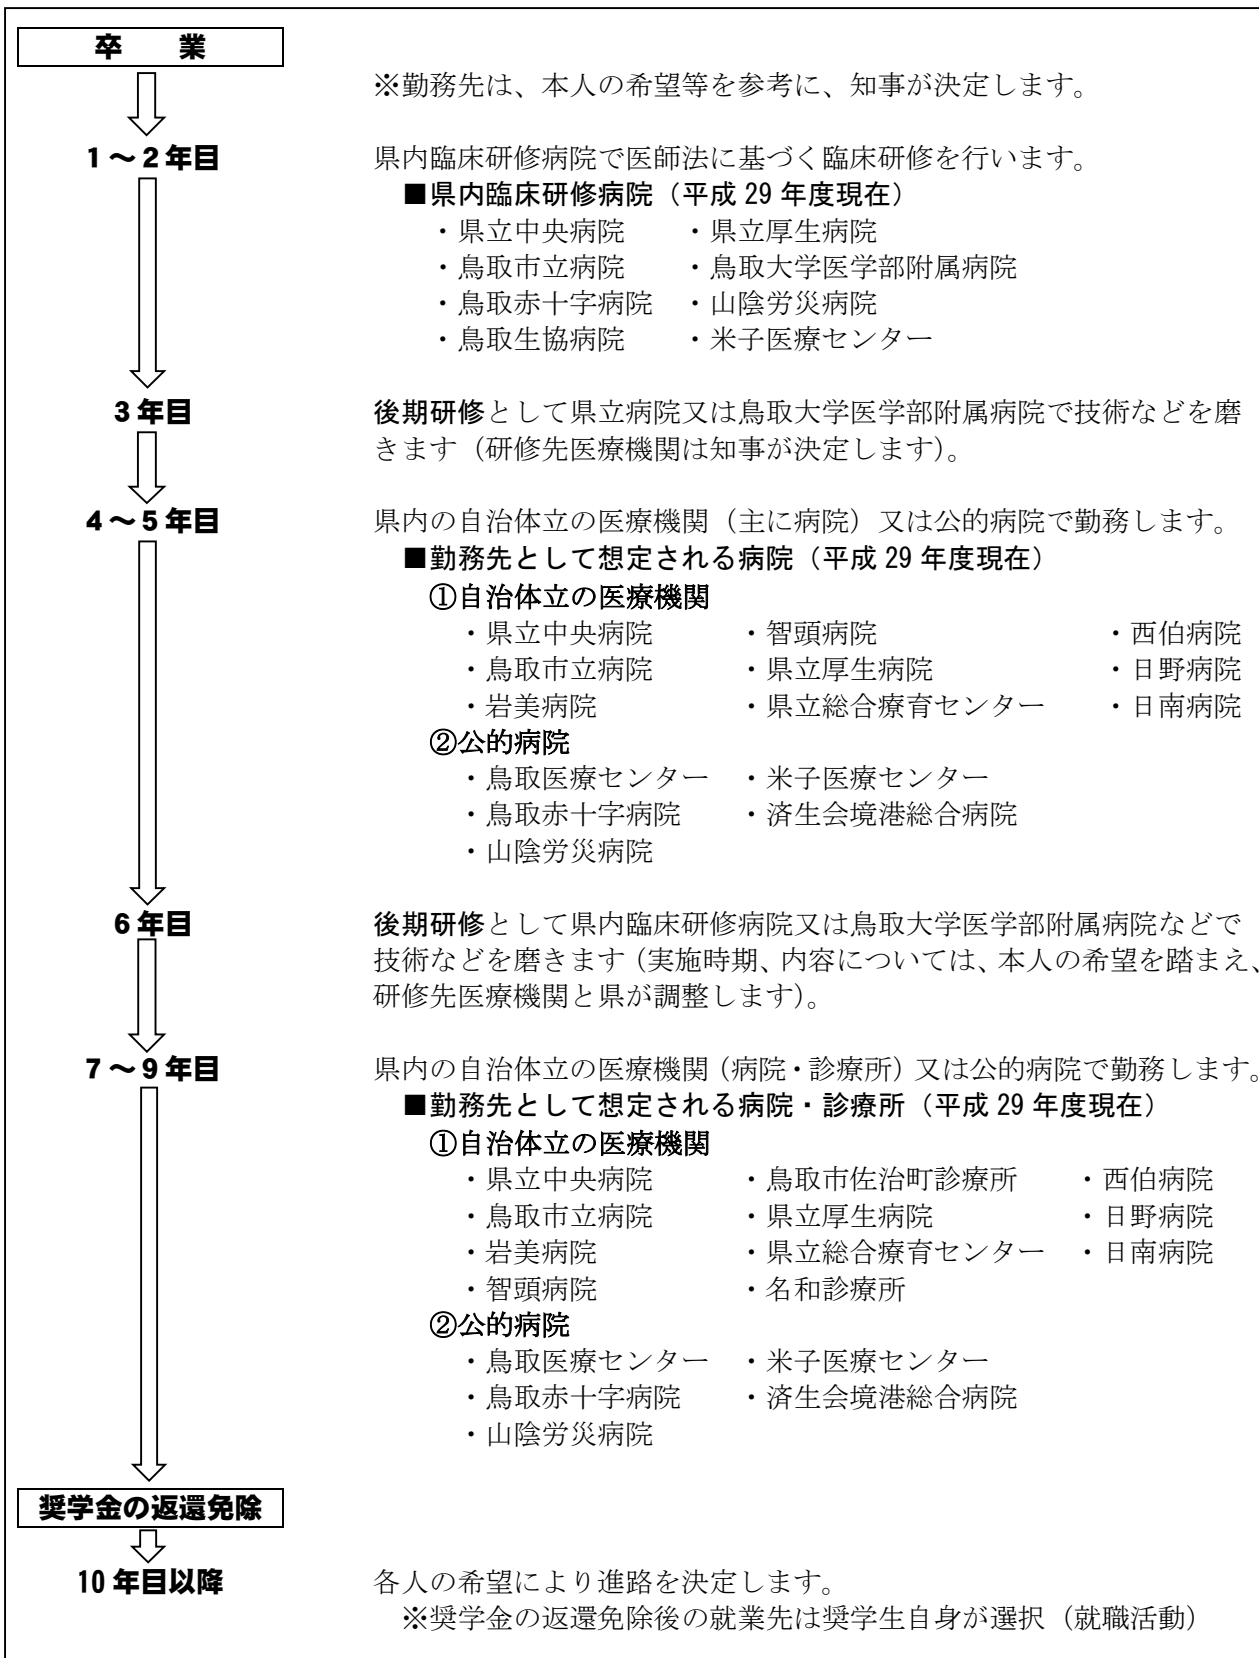 卒　業
※勤務先は、本人の希望等を参考に、知事が決定します。
1～2年目　県内臨床研修病院で医師法に基づく臨床研修を行います。
■県内臨床研修病院（平成 29 年度現在）
・県立中央病院　・県立厚生病院
・鳥取市立病院　・鳥取大学医学部附属病院
・鳥取赤十字病院　・山陰労災病院
・鳥取生協病院　・米子医療センター
3年目　後期研修として県立病院又は鳥取大学医学部附属病院で技術などを磨
きます（研修先医療機関は知事が決定します）。
4～5年目　県内の自治体立の医療機関（主に病院）又は公的病院で勤務します。
■勤務先として想定される病院（平成 29 年度現在）
①自治体立の医療機関
・県立中央病院　・智頭病院　・西伯病院
・鳥取市立病院　・県立厚生病院　・日野病院
・岩美病院　・県立総合療育センター　・日南病院
②公的病院
・鳥取医療センター　・米子医療センター
・鳥取赤十字病院　・済生会境港総合病院
・山陰労災病院
6年目　後期研修として県内臨床研修病院又は鳥取大学医学部附属病院などで
技術などを磨きます（実施時期、内容については、本人の希望を踏まえ、
研修先医療機関と県が調整します）。
7～9年目　県内の自治体立の医療機関（病院・診療所）又は公的病院で勤務します。
■勤務先として想定される病院・診療所（平成 29 年度現在）
①自治体立の医療機関
・県立中央病院　・鳥取市佐治町診療所　・西伯病院
・鳥取市立病院　・県立厚生病院　・日野病院
・岩美病院　・県立総合療育センター　・日南病院
・智頭病院　・名和診療所
②公的病院
・鳥取医療センター　・米子医療センター
・鳥取赤十字病院　・済生会境港総合病院
・山陰労災病院
奨学金の返還免除
10 年目以降　各人の希望により進路を決定します。
※奨学金の返還免除後の就業先は奨学生自身が選択（就職活動）